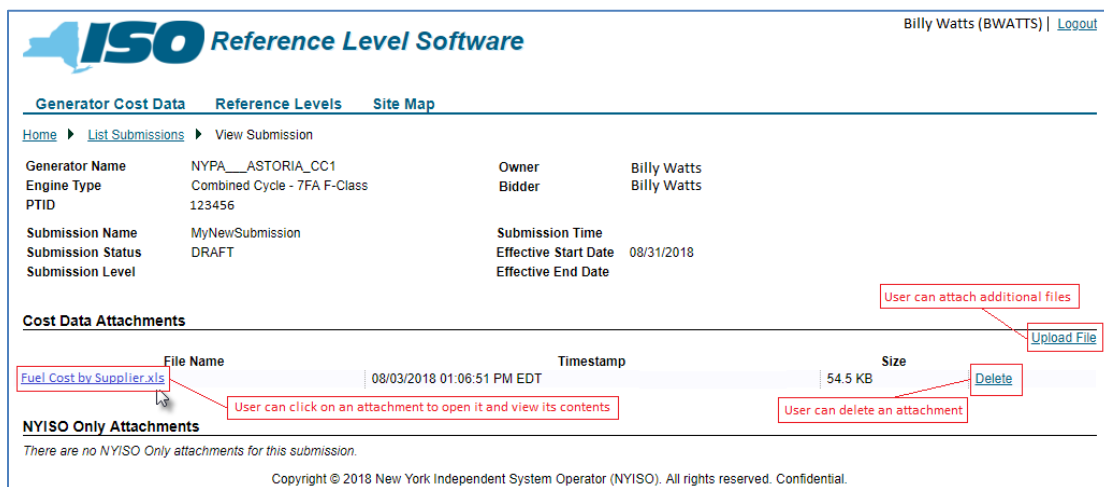 ISO Reference Level Software
Billy Watts (BWATTS) | Logout
Generator Cost Data Reference Levels Site Map
Home List Submissions View Submission
Generator Name NYPA___ASTORIA_CC1 Owner Billy Watts
Engine Type Combined Cycle - 7FA F-Class Bidder Billy Watts
PTID 123456
Submission Name MyNewSubmission Submission Time
Submission Status DRAFT Effective Start Date 08/31/2018
Submission Level Effective End Date
User can attach additional files
Cost Data Attachments
Upload File
File Name Timestamp Size
Fuel Cost by Supplier.xls 08/03/2018 01:06:51 PM EDT 54.5 KB Delete
User can click on an attachment to open it and view its contents
User can delete an attachment
NYISO Only Attachments
There are no NYISO Only attachments for this submission.
Copyright © 2018 New York Independent System Operator (NYISO). All rights reserved. Confidential.